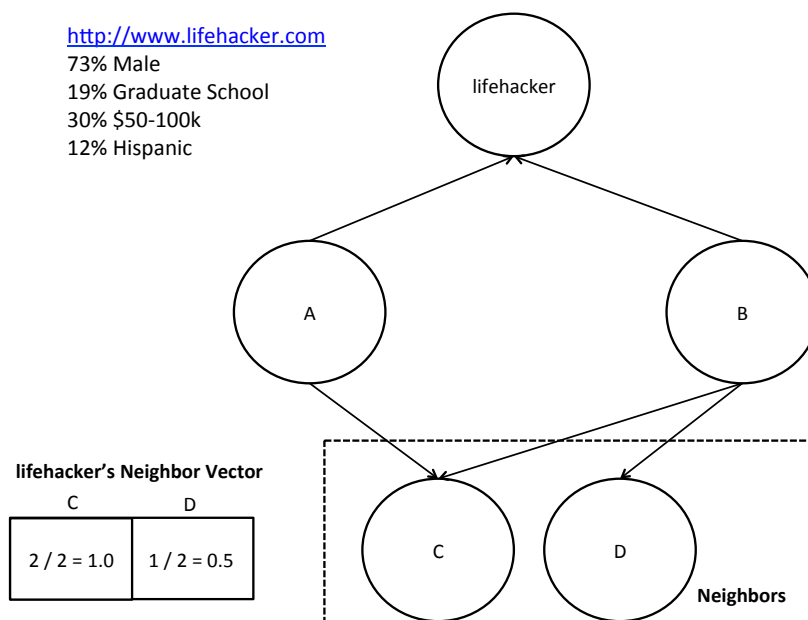 http://www.lifehacker.com
73% Male
19% Graduate School
30% $50-100k
12% Hispanic
lifehacker
A
B
lifehacker’s Neighbor Vector
C D
2 / 2 = 1.0 1 / 2 = 0.5
C
D
Neighbors